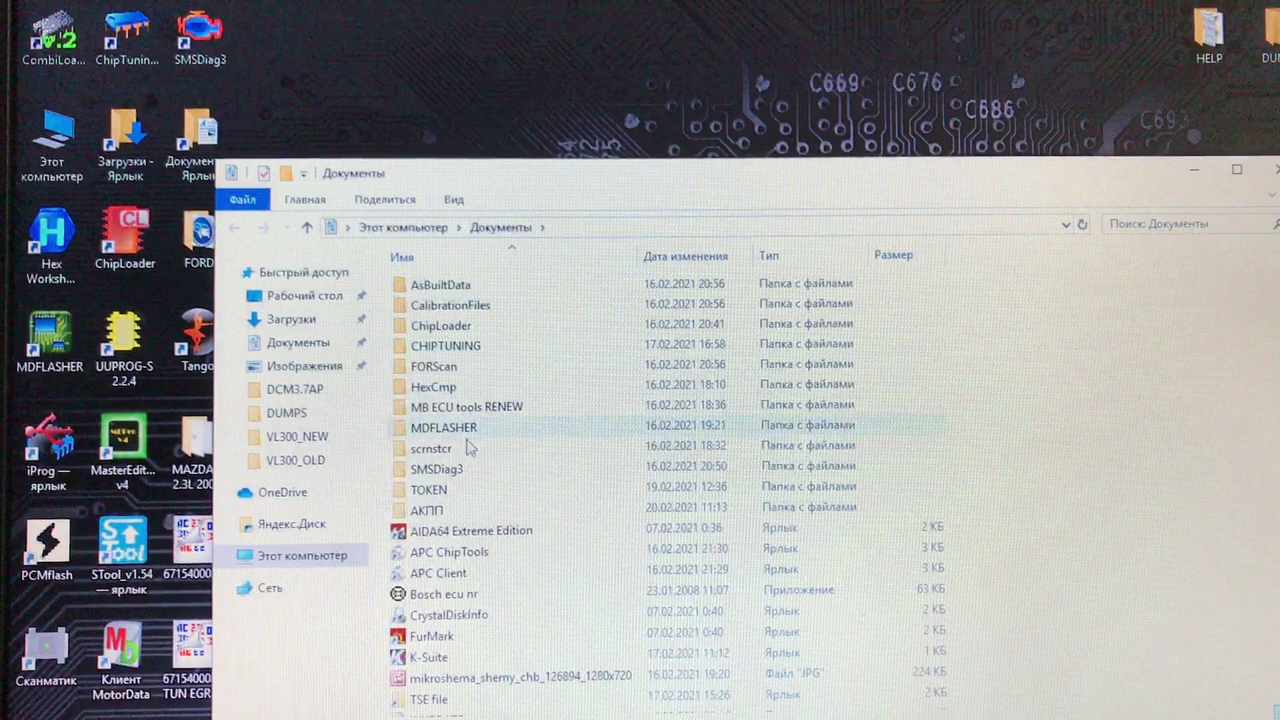 CombiLoa...
ChipTunin...
SMSDiag3
HELP
C669
C676
C686
C693
Этот
компьютер
Загрузки -
Ярлык
Hex
Worksh...
ChipLoader
FORD
MDFLASHER
UUPROG-S
2.2.4
Tango
iProg —
ярлык
MasterEdit...
v4
MAZDA
PCMflash
STool_v1.54
— ярлык
67154000
Сканматик
Клиент
MotorData
67154000
TUN EGR
Документы
Файл
Главная
Поделиться
Вид
Этот компьютер > Документы >
Поиск: Документы
Быстрый доступ
Рабочий стол
Загрузки
Документы
Изображения
DCM3.7AP
DUMPS
VL300_NEW
VL300_OLD
OneDrive
Яндекс.Диск
Этот компьютер
Сеть
Имя Дата изменения Тип Размер
AsBuiltData 16.02.2021 20:56 Папка с файлами
CalibrationFiles 16.02.2021 20:56 Папка с файлами
ChipLoader 16.02.2021 20:41 Папка с файлами
CHIPTUNING 17.02.2021 16:58 Папка с файлами
FORScan 16.02.2021 20:56 Папка с файлами
HexCmp 16.02.2021 18:10 Папка с файлами
MB ECU tools RENEW 16.02.2021 18:36 Папка с файлами
MDFLASHER 16.02.2021 19:21 Папка с файлами
scrnstcr 16.02.2021 18:32 Папка с файлами
SMSDiag3 16.02.2021 20:50 Папка с файлами
TOKEN 19.02.2021 12:36 Папка с файлами
АКПП 20.02.2021 11:13 Папка с файлами
AIDA64 Extreme Edition 07.02.2021 0:36 Ярлык 2 КБ
APC ChipTools 16.02.2021 21:30 Ярлык 3 КБ
APC Client 16.02.2021 21:29 Ярлык 3 КБ
Bosch ecu nr 23.01.2008 11:07 Приложение 63 КБ
CrystalDiskInfo 07.02.2021 0:40 Ярлык 2 КБ
FurMark 07.02.2021 0:40 Ярлык 2 КБ
K-Suite 17.02.2021 11:12 Ярлык 1 КБ
mikroshema_shemy_chb_126894_1280x720 16.02.2021 19:20 Файл "JPG" 224 КБ
TSE file 17.02.2021 15:26 Ярлык 2 КБ